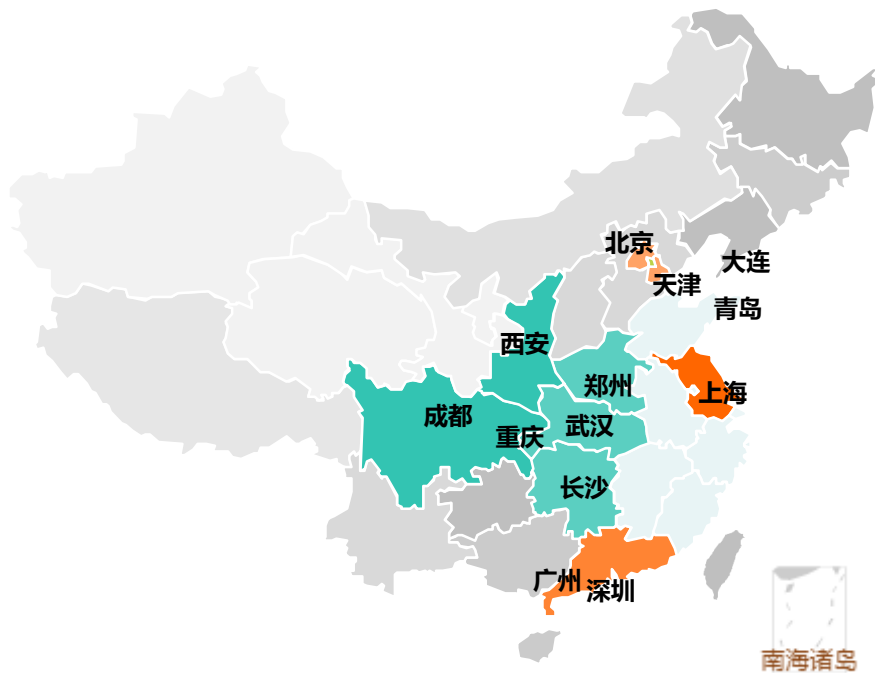 北京
大连
天津
青岛
西安
郑州
上海
成都
武汉
重庆
长沙
广州
深圳
南海诸岛